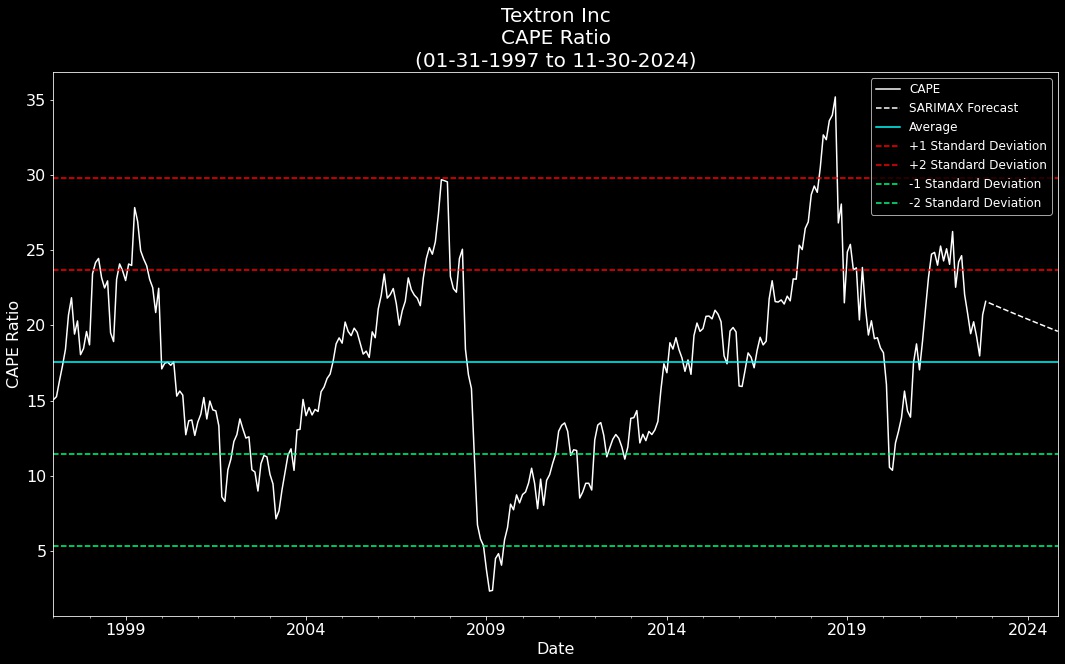 Textron Inc
CAPE Ratio
(01-31-1997 to 11-30-2024)
CAPE
SARIMAX Forecast
Average
+1 Standard Deviation
+2 Standard Deviation
-1 Standard Deviation
-2 Standard Deviation
CAPE Ratio
35
30
25
20
15
10
5
1999
2004
2009
2014
2019
2024
Date